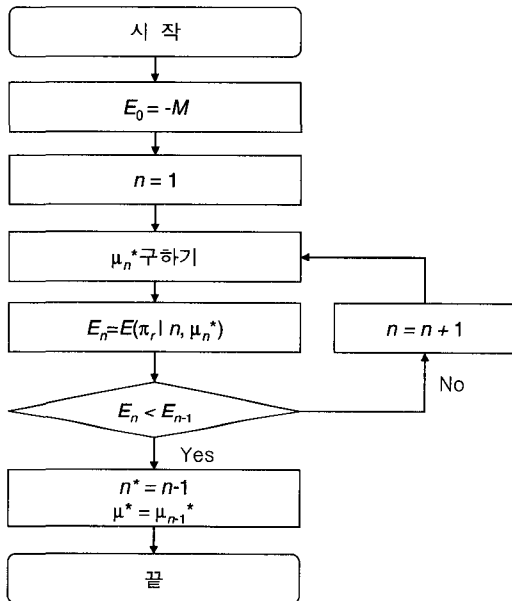 시 작
E₀ = -M
n = 1
μₙ*구하기
Eₙ=E(πᵣ | n, μₙ*)
n = n + 1
Eₙ < Eₙ₋₁
No
Yes
n* = n-1
μ* = μₙ₋₁*
끝